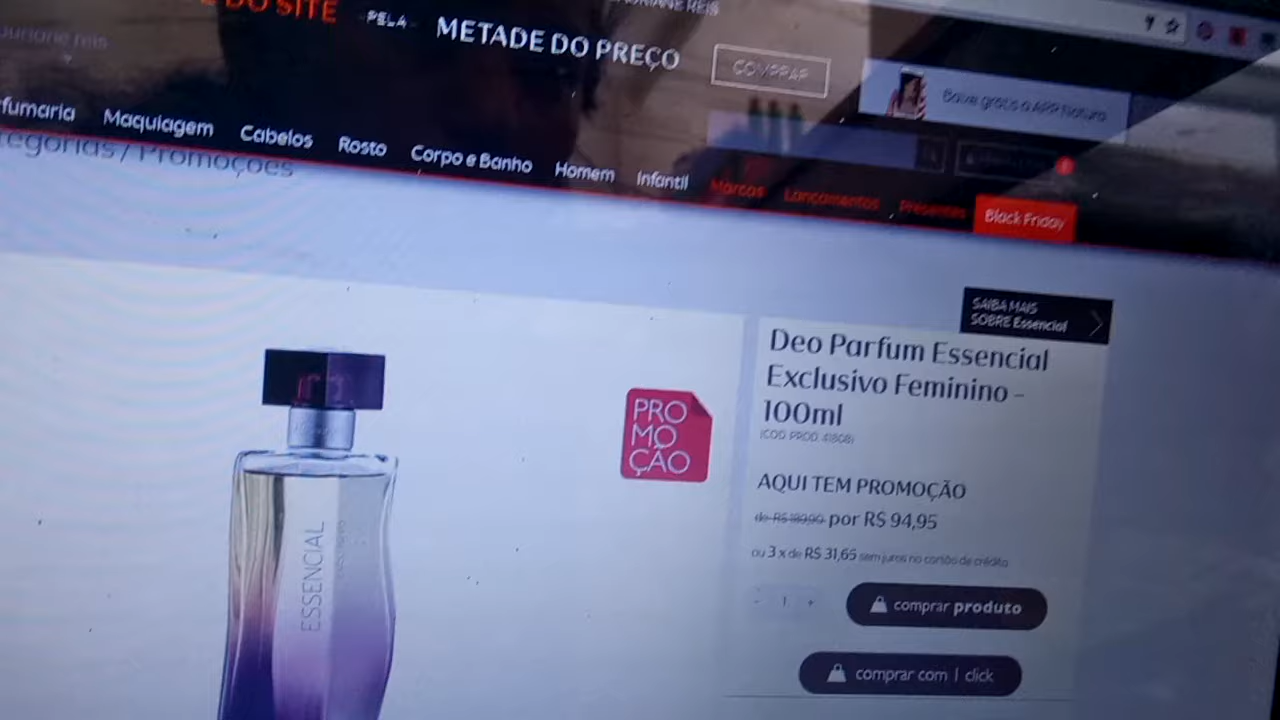 DO SITE
PELA
METADE DO PREÇO
REIS
COMPRAR
Baixe grátis o APP Natura
Maquiagem
Cabelos
Rosto
Corpo e Banho
Homem
Infantil
Marcas
Lançamentos
Presentes
Black Friday
/ Promoções
SAIBA MAIS
SOBRE Essencial
Deo Parfum Essencial
Exclusivo Feminino -
100ml
AQUI TEM PROMOÇÃO
por R$ 94,95
ou 3 x de R$ 31,65 sem juros no cartão de crédito
- 1 +
comprar produto
comprar com 1 click
PRO
MO
ÇÃO
ESSENCIAL